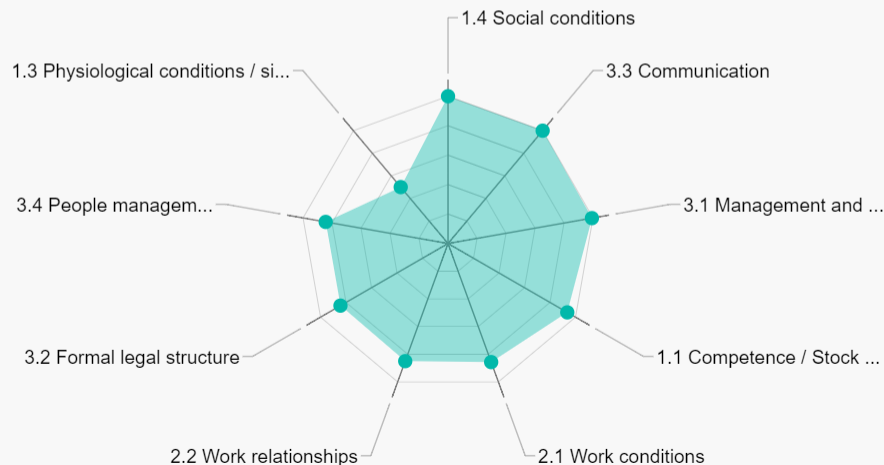 1.4 Social conditions
1.3 Physiological conditions / si...
3.3 Communication
3.4 People managem...
3.1 Management and ...
3.2 Formal legal structure
1.1 Competence / Stock ...
2.2 Work relationships
2.1 Work conditions